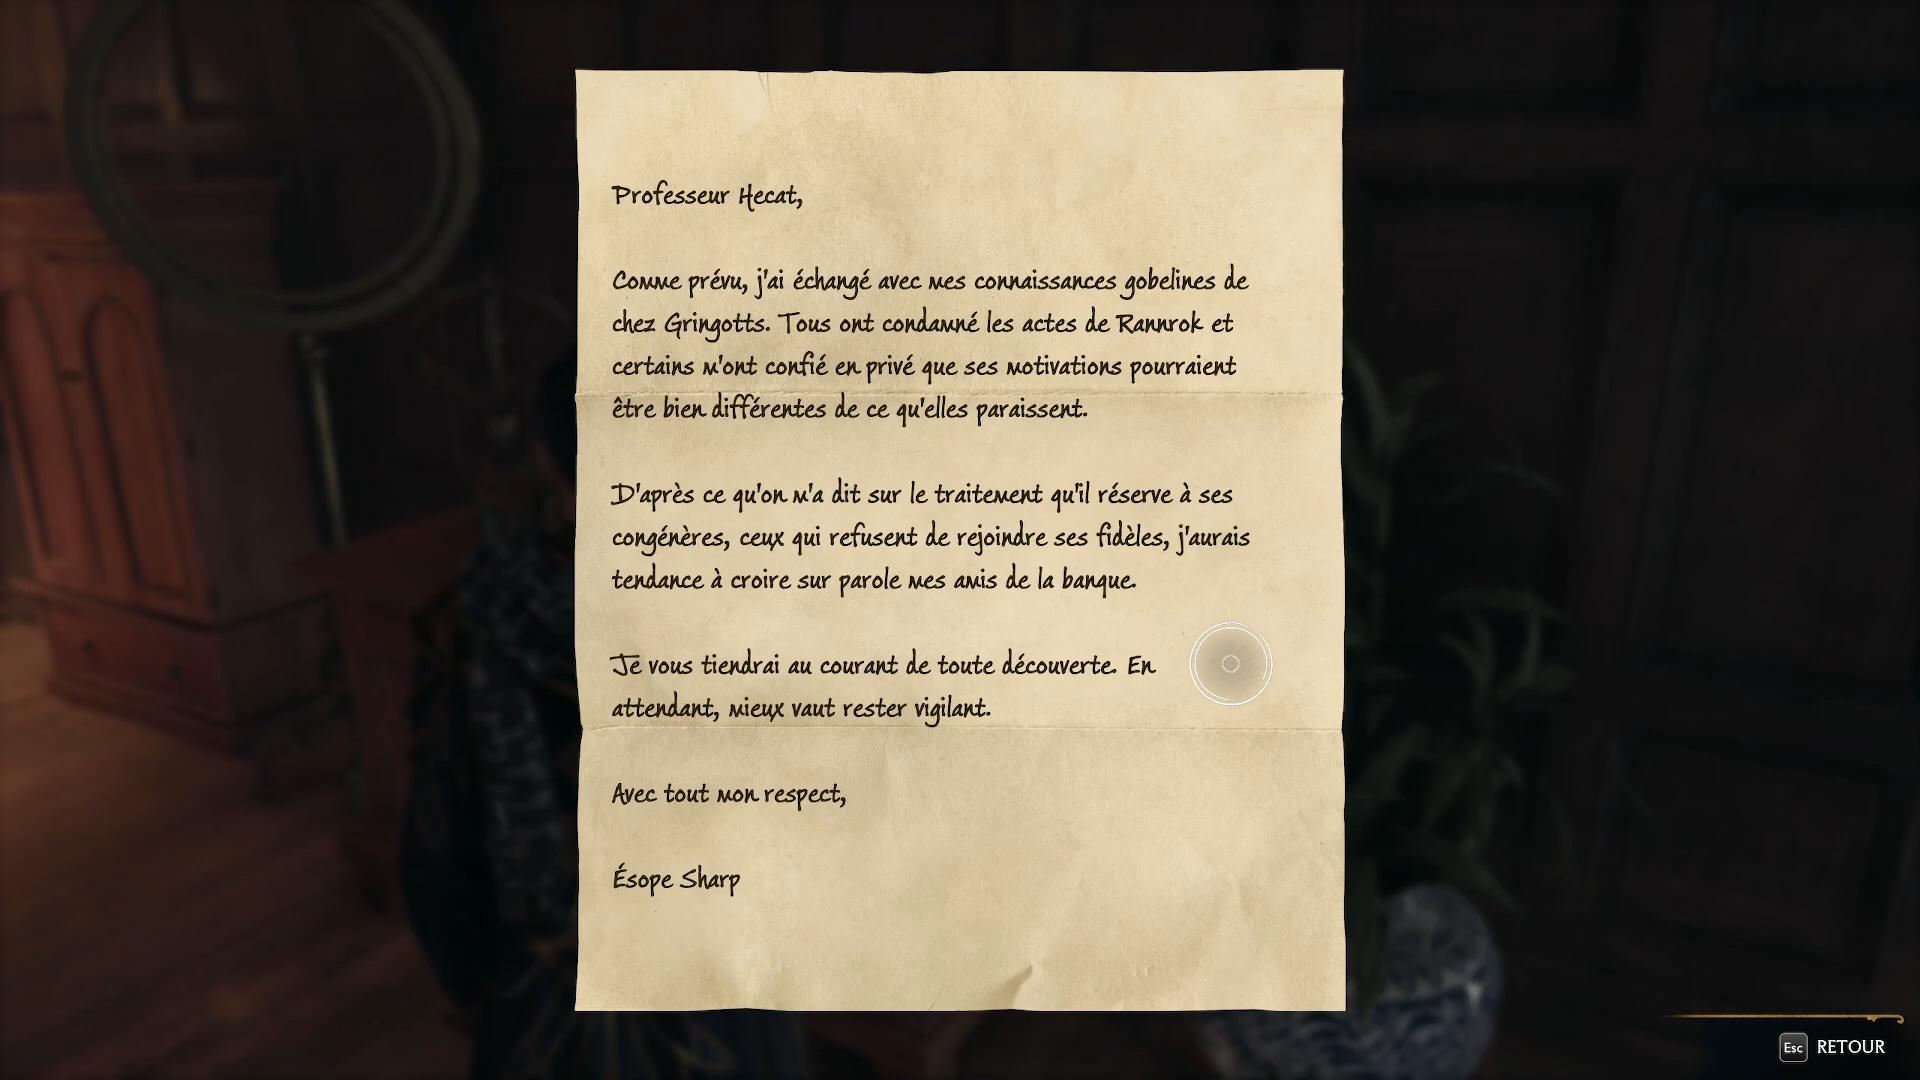 Professeur Hecat,
Comme prévu, j'ai échangé avec mes connaissances gobelines de
chez Gringotts. Tous ont condamné les actes de Rannrok et
certains m'ont confié en privé que ses motivations pourraient
être bien différentes de ce qu'elles paraissent.
D'après ce qu'on m'a dit sur le traitement qu'il réserve à ses
congénères, ceux qui refusent de rejoindre ses fidèles, j'aurais
tendance à croire sur parole mes amis de la banque.
Je vous tiendrai au courant de toute découverte. En
attendant, mieux vaut rester vigilant.
Avec tout mon respect,
Ésope Sharp
Esc RETOUR